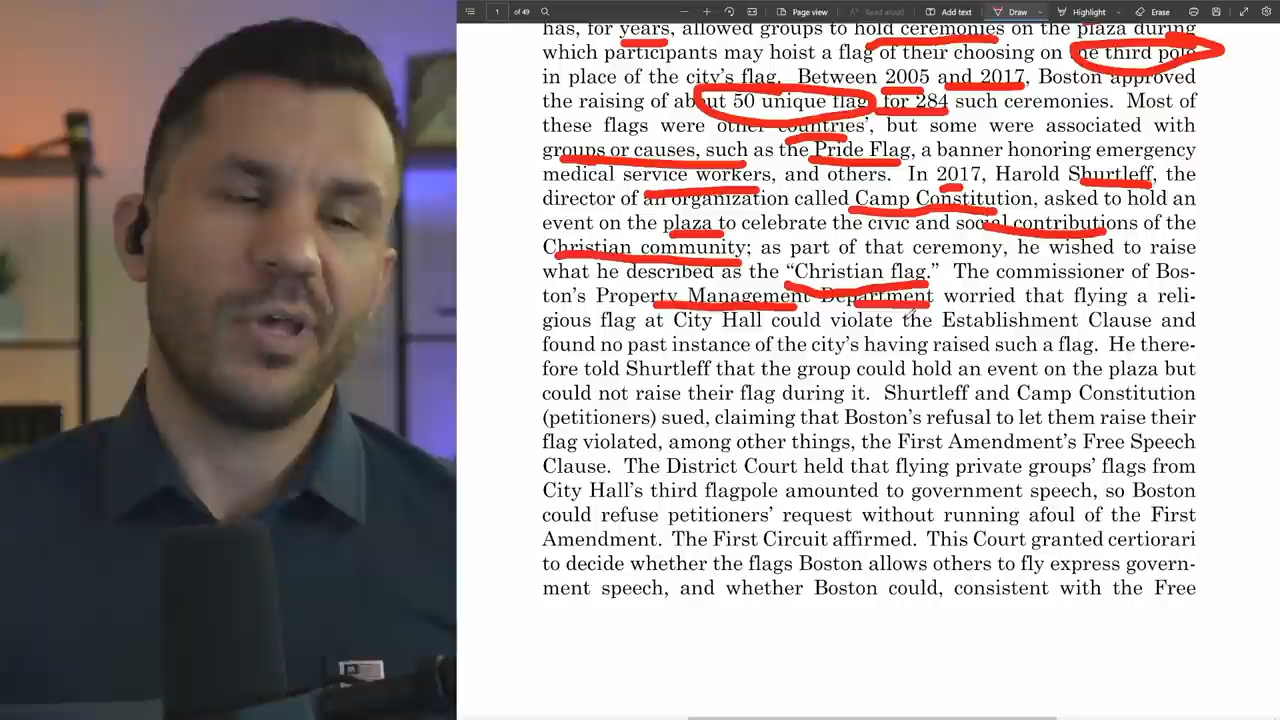 1 of 49 Page view Read aloud Add text Draw Highlight Erase
has, for years, allowed groups to hold ceremonies on the plaza during
which participants may hoist a flag of their choosing on the third pole
in place of the city's flag. Between 2005 and 2017, Boston approved
the raising of about 50 unique flags for 284 such ceremonies. Most of
these flags were other countries', but some were associated with
groups or causes, such as the Pride Flag, a banner honoring emergency
medical service workers, and others. In 2017, Harold Shurtleff, the
director of an organization called Camp Constitution, asked to hold an
event on the plaza to celebrate the civic and social contributions of the
Christian community; as part of that ceremony, he wished to raise
what he described as the “Christian flag.” The commissioner of Bos-
ton's Property Management Department worried that flying a reli-
gious flag at City Hall could violate the Establishment Clause and
found no past instance of the city's having raised such a flag. He there-
fore told Shurtleff that the group could hold an event on the plaza but
could not raise their flag during it. Shurtleff and Camp Constitution
(petitioners) sued, claiming that Boston's refusal to let them raise their
flag violated, among other things, the First Amendment's Free Speech
Clause. The District Court held that flying private groups' flags from
City Hall's third flagpole amounted to government speech, so Boston
could refuse petitioners' request without running afoul of the First
Amendment. The First Circuit affirmed. This Court granted certiorari
to decide whether the flags Boston allows others to fly express govern-
ment speech, and whether Boston could, consistent with the Free